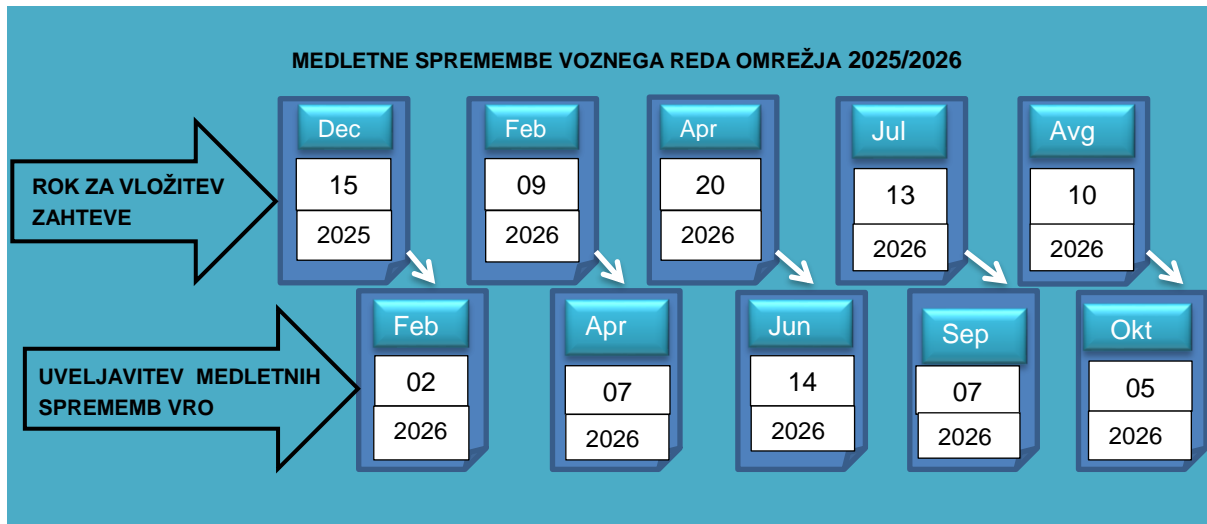 MEDLETNE SPREMEMBE VOZNEGA REDA OMREŽJA 2025/2026
ROK ZA VLOŽITEV
ZAHTEVE
Dec
15
2025
Feb
09
2026
Apr
20
2026
Jul
13
2026
Avg
10
2026
UVELJAVITEV MEDLETNIH
SPREMEMB VRO
Feb
02
2026
Apr
07
2026
Jun
14
2026
Sep
07
2026
Okt
05
2026